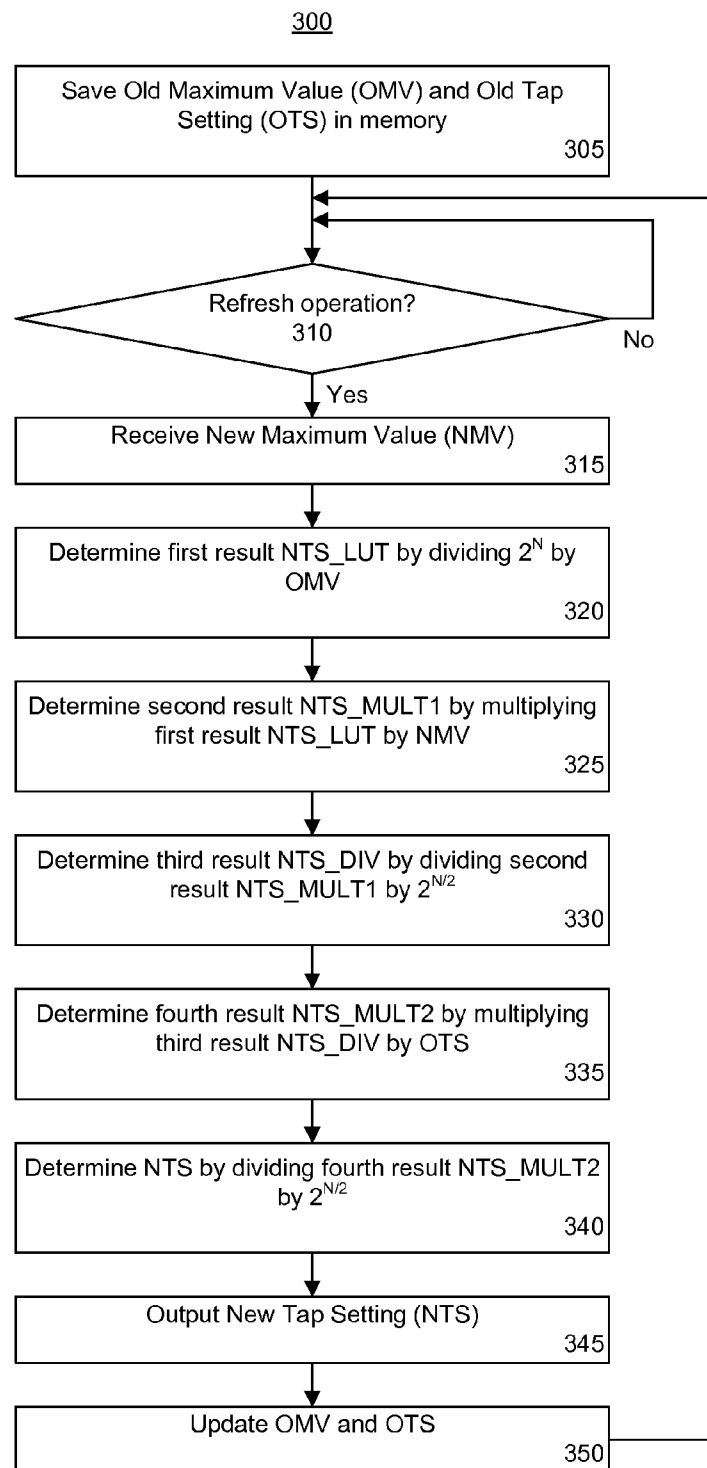 300
Save Old Maximum Value (OMV) and Old Tap
Setting (OTS) in memory
305
Refresh operation?
310
No
Yes
Receive New Maximum Value (NMV)
315
Determine first result NTS_LUT by dividing 2^N by
OMV
320
Determine second result NTS_MULT1 by multiplying
first result NTS_LUT by NMV
325
Determine third result NTS_DIV by dividing second
result NTS_MULT1 by 2^N/2
330
Determine fourth result NTS_MULT2 by multiplying
third result NTS_DIV by OTS
335
Determine NTS by dividing fourth result NTS_MULT2
by 2^N/2
340
Output New Tap Setting (NTS)
345
Update OMV and OTS
350